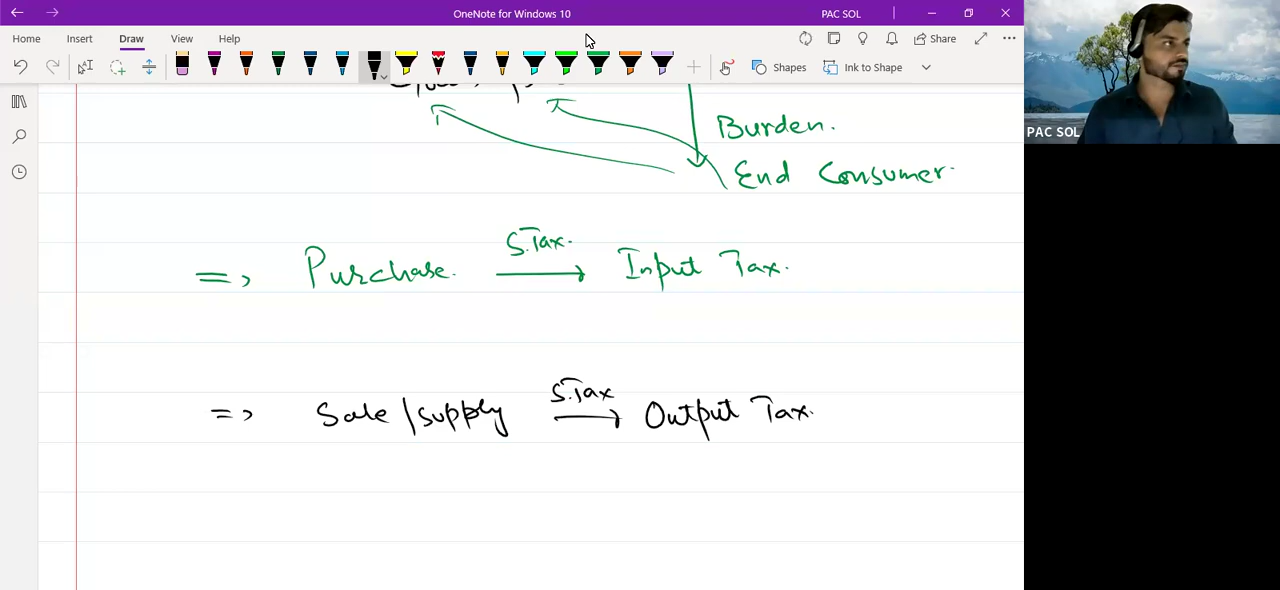 OneNote for Windows 10
PAC SOL
Home Insert Draw View Help
Share
Shapes
Ink to Shape
Burden.
End Consumer.
PAC SOL
S.Tax.
=> Purchase. → Input Tax.
S.Tax
=> Sale/supply → Output Tax.